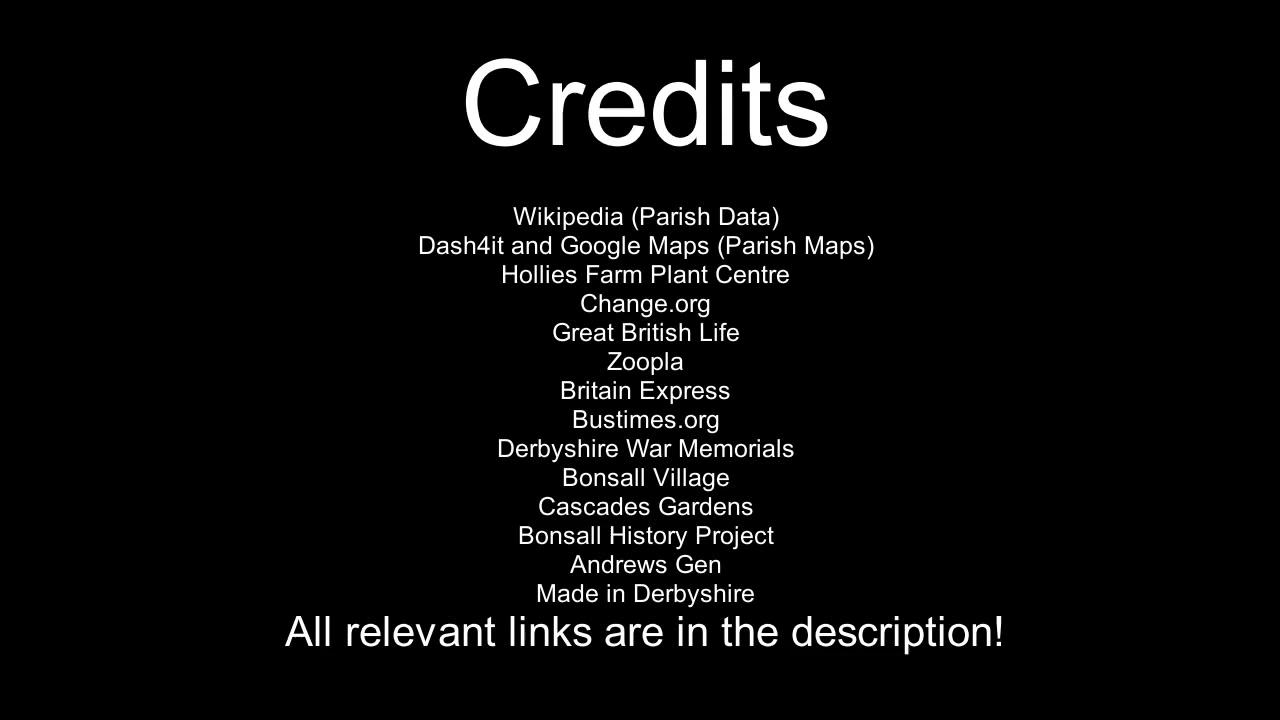 Credits
Wikipedia (Parish Data)
Dash4it and Google Maps (Parish Maps)
Hollies Farm Plant Centre
Change.org
Great British Life
Zoopla
Britain Express
Bustimes.org
Derbyshire War Memorials
Bonsall Village
Cascades Gardens
Bonsall History Project
Andrews Gen
Made in Derbyshire
All relevant links are in the description!